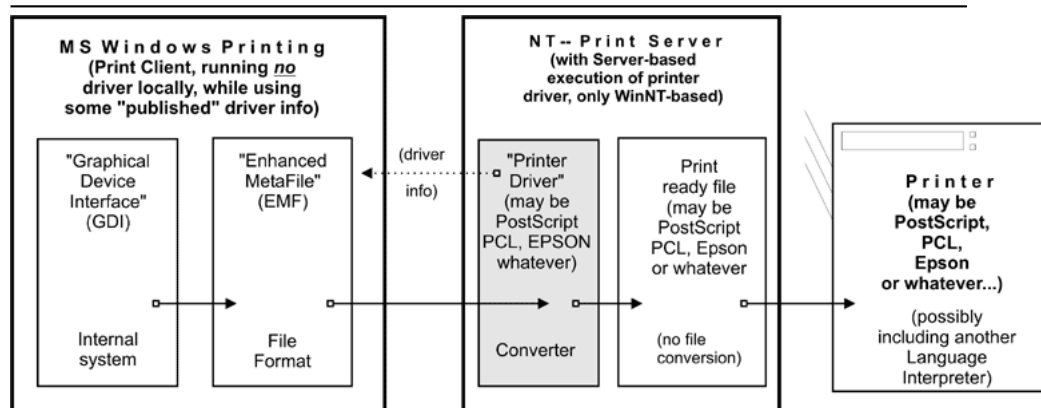 MS Windows Printing
(Print Client, running no
driver locally, while using
some "published" driver info)
"Graphical
Device
Interface"
(GDI)
Internal
system
"Enhanced
MetaFile"
(EMF)
File
Format
(driver
info)
NT-- Print Server
(with Server-based
execution of printer
driver, only WinNT-based)
"Printer
Driver"
(may be
PostScript
PCL, EPSON
whatever)
Converter
Print
ready file
(may be
PostScript
PCL, Epson
or whatever
(no file
conversion)
Printer
(may be
PostScript,
PCL,
Epson
or whatever...)
(possibly
including another
Language
Interpreter)